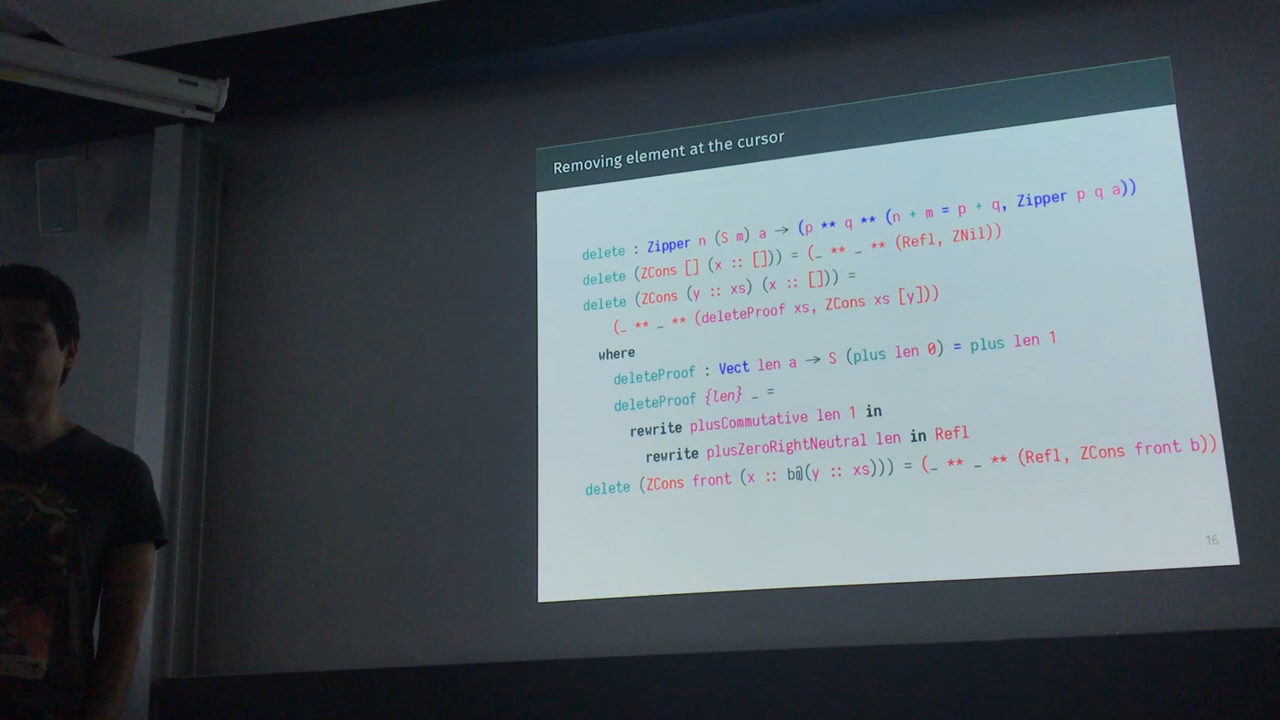 Removing element at the cursor
delete : Zipper n (S m) a → (p ** q ** (n + m = p + q, Zipper p q a))
delete (ZCons [] (x :: [])) = (_ ** _ ** (Refl, ZNil))
delete (ZCons (y :: xs) (x :: [])) =
(_ ** _ ** (deleteProof xs, ZCons xs [y]))
where
deleteProof : Vect len a → S (plus len 0) = plus len 1
deleteProof {len} _ =
rewrite plusCommutative len 1 in
rewrite plusZeroRightNeutral len in Refl
delete (ZCons front (x :: b@(y :: xs))) = (_ ** _ ** (Refl, ZCons front b))
16